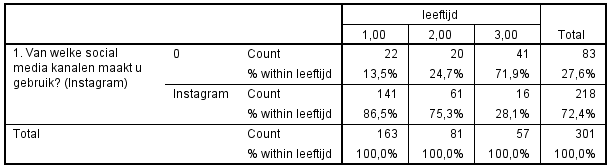 leeftijd
1,00 2,00 3,00 Total
1. Van welke social 0 Count 22 20 41 83
media kanalen maakt u % within leeftijd 13,5% 24,7% 71,9% 27,6%
gebruik? (Instagram) Instagram Count 141 61 16 218
% within leeftijd 86,5% 75,3% 28,1% 72,4%
Total Count 163 81 57 301
% within leeftijd 100,0% 100,0% 100,0% 100,0%